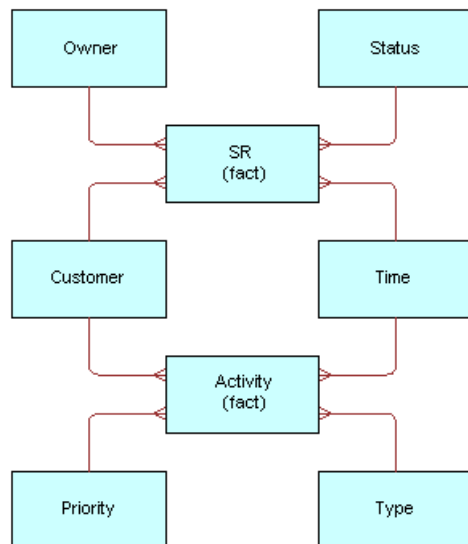 Owner
Status
SR
(fact)
Customer
Time
Activity
(fact)
Priority
Type